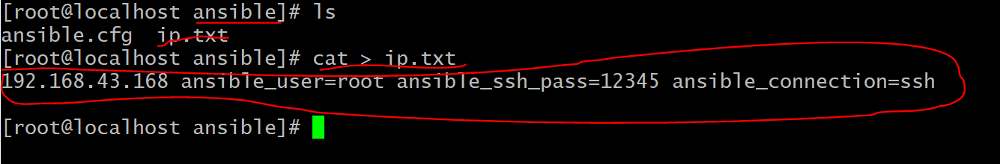 [root@localhost ansible]# ls
ansible.cfg  ip.txt
[root@localhost ansible]# cat > ip.txt
192.168.43.168 ansible_user=root ansible_ssh_pass=12345 ansible_connection=ssh
[root@localhost ansible]#